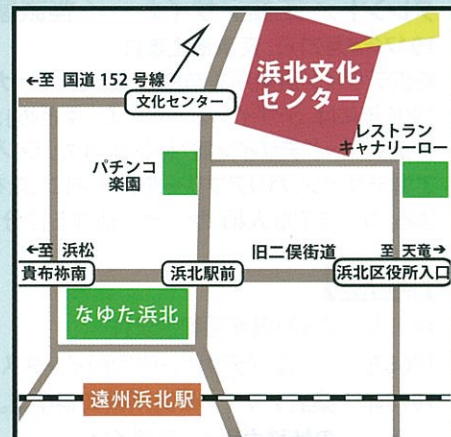 ←至 国道152号線
文化センター
浜北文化
センター
レストラン
キャナリーロー
パチンコ
楽園
←至 浜松
旧二俣街道
至 天竜→
貴布祢南
浜北駅前
浜北区役所入口
なゆた浜北
遠州浜北駅